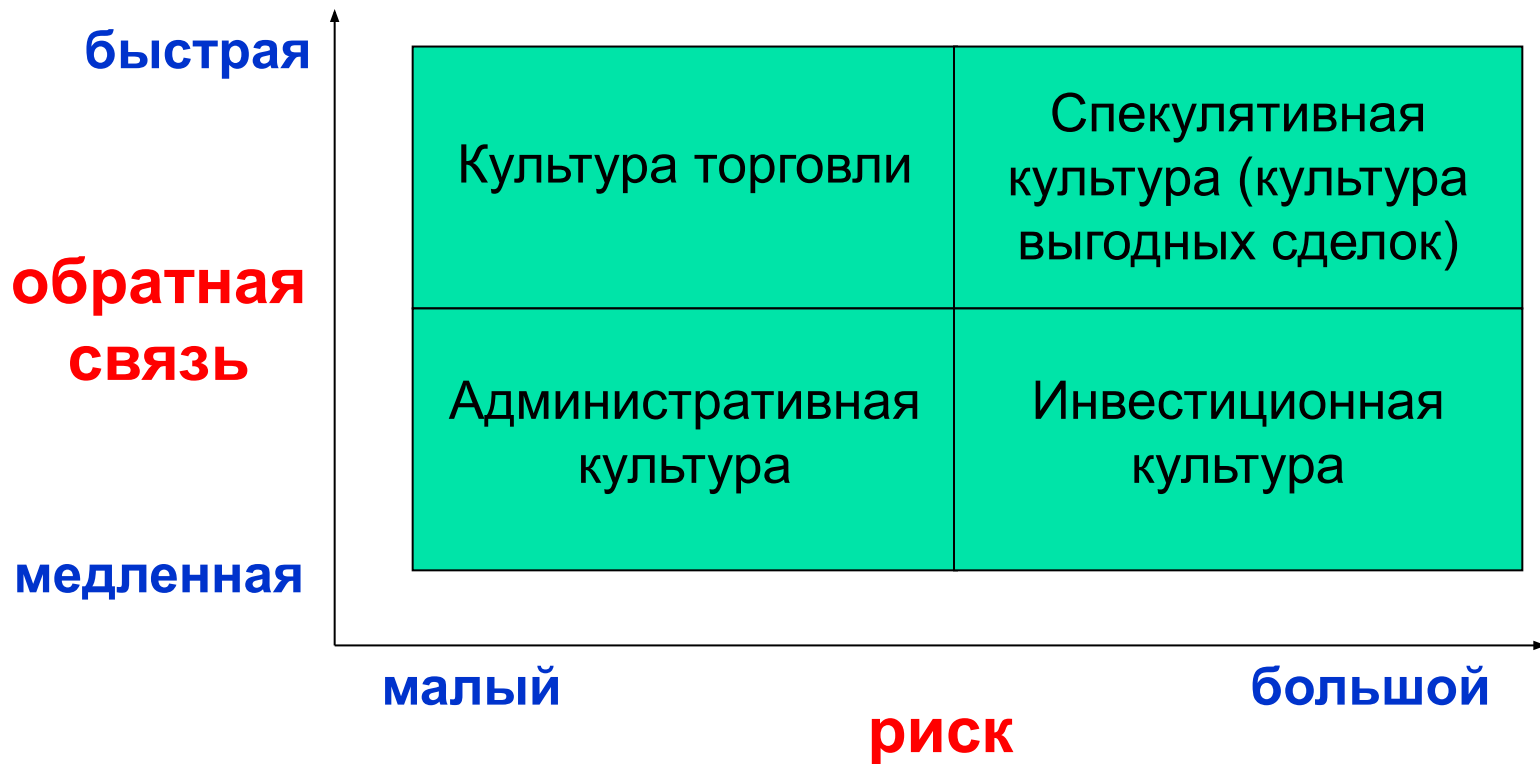 быстрая
Культура торговли
Спекулятивная
культура (культура
выгодных сделок)
обратная
связь
Административная
культура
Инвестиционная
культура
медленная
малый
большой
риск